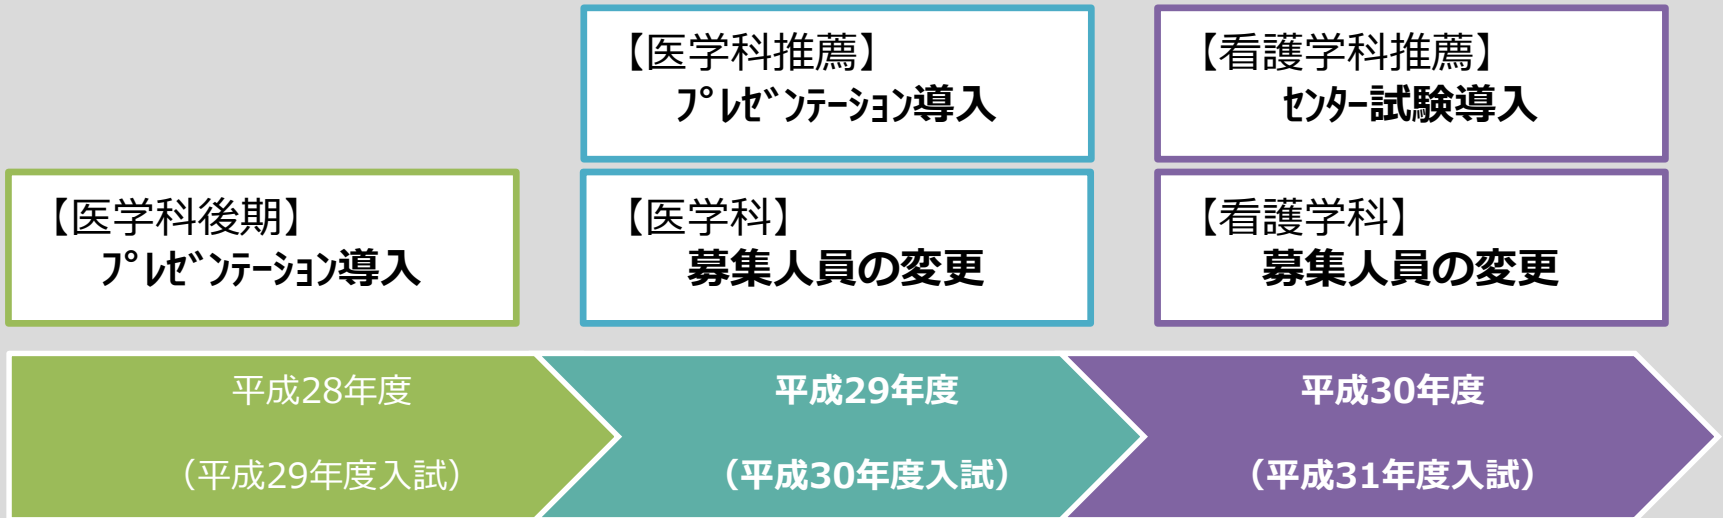 【医学科推薦】
ﾌﾟﾚｾﾞﾝﾃｰｼｮﾝ導入
【看護学科推薦】
ｾﾝﾀｰ試験導入
【医学科後期】
ﾌﾟﾚｾﾞﾝﾃｰｼｮﾝ導入
【医学科】
募集人員の変更
【看護学科】
募集人員の変更
平成28年度
（平成29年度入試）
平成29年度
（平成30年度入試）
平成30年度
（平成31年度入試）